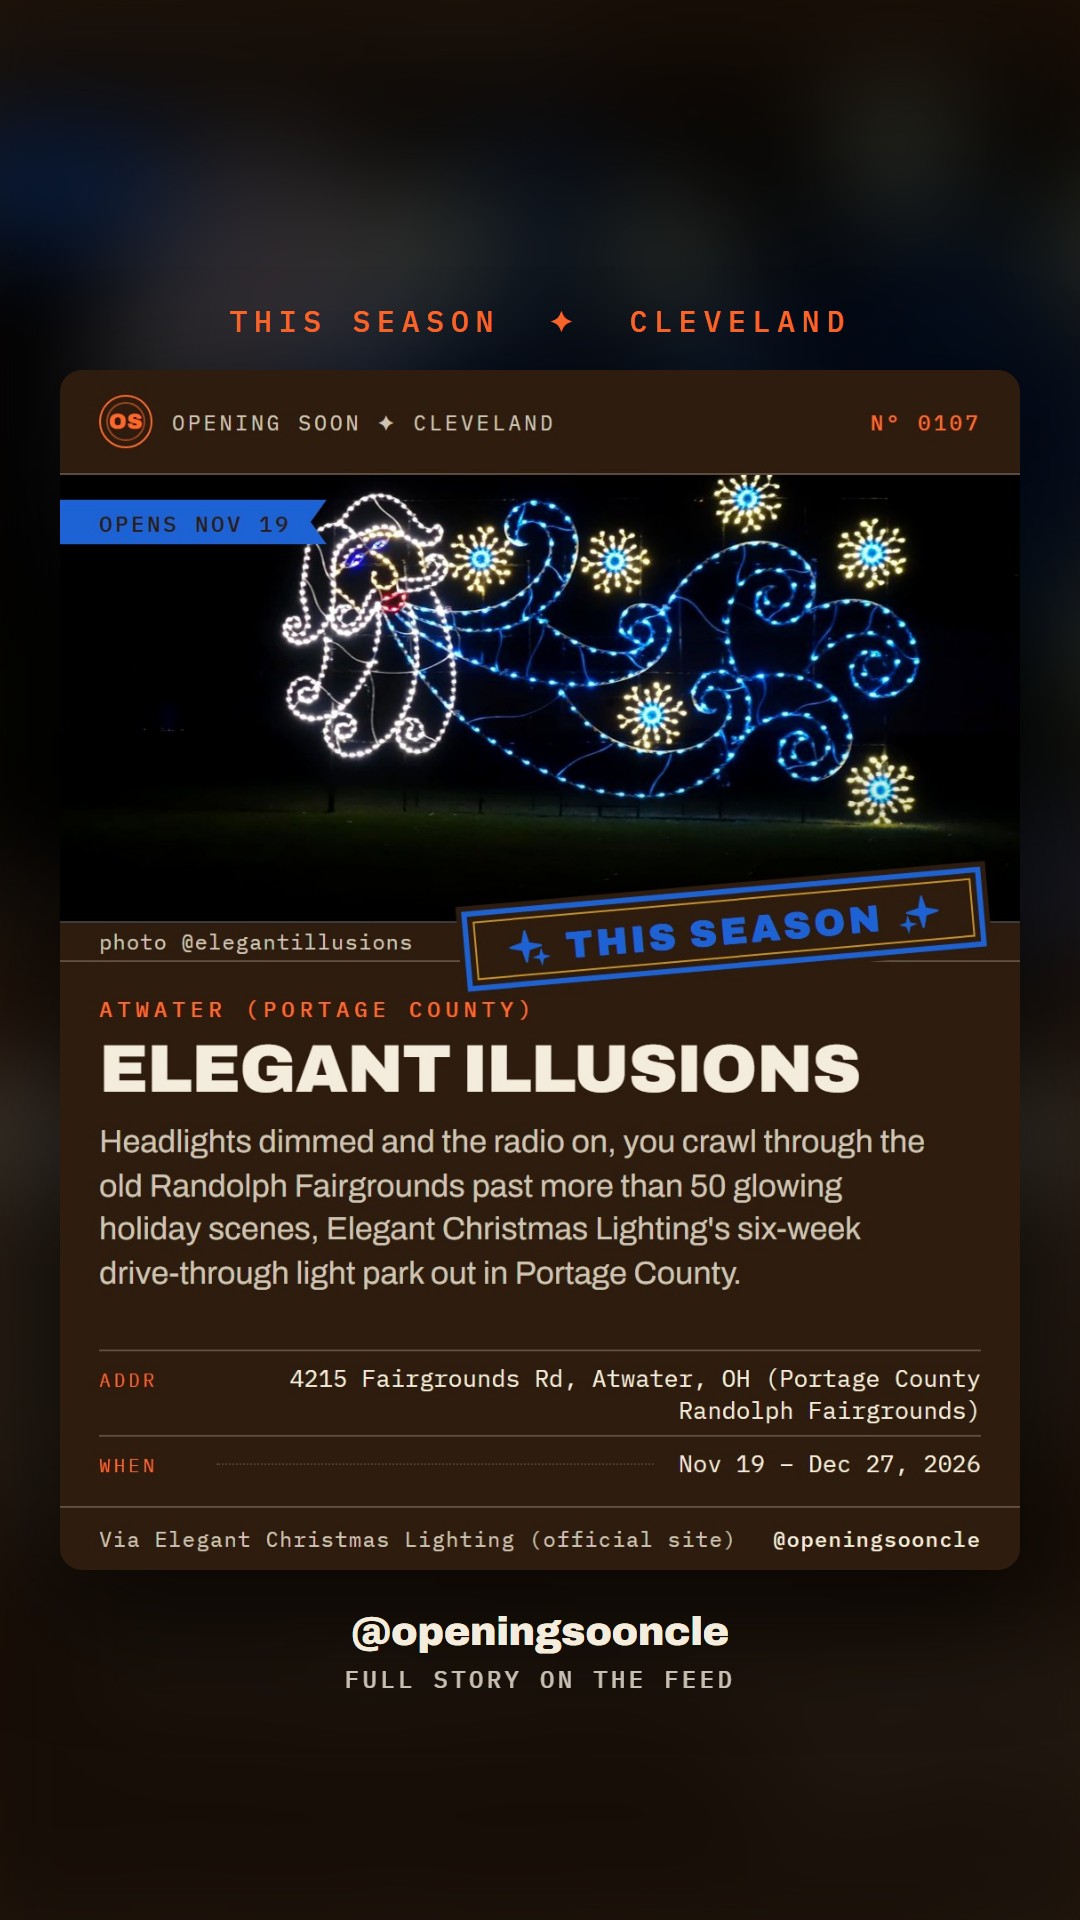 THIS SEASON ✦ CLEVELAND
OS OPENING SOON ✦ CLEVELAND N° 0107
OPENS NOV 19
photo @elegantillusions
THIS SEASON
ATWATER (PORTAGE COUNTY)
ELEGANT ILLUSIONS
Headlights dimmed and the radio on, you crawl through the
old Randolph Fairgrounds past more than 50 glowing
holiday scenes, Elegant Christmas Lighting's six-week
drive-through light park out in Portage County.
ADDR 4215 Fairgrounds Rd, Atwater, OH (Portage County
Randolph Fairgrounds)
WHEN Nov 19 – Dec 27, 2026
Via Elegant Christmas Lighting (official site) @openingsooncle
@openingsooncle
FULL STORY ON THE FEED